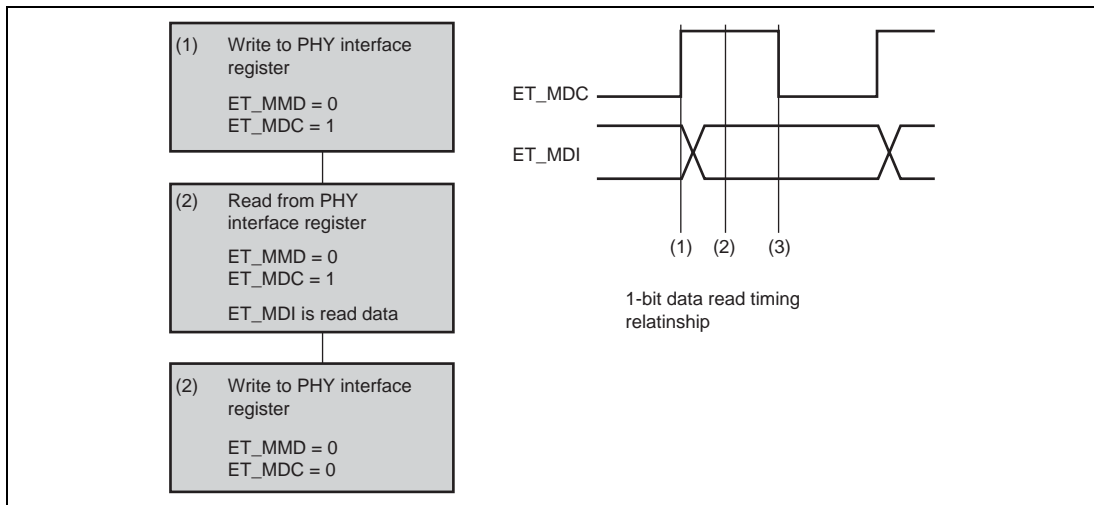 (1) Write to PHY interface
register
ET_MMD = 0
ET_MDC = 1
(2) Read from PHY
interface register
ET_MMD = 0
ET_MDC = 1
ET_MDI is read data
(2) Write to PHY interface
register
ET_MMD = 0
ET_MDC = 0
ET_MDC
ET_MDI
(1) (2) (3)
1-bit data read timing
relatinship